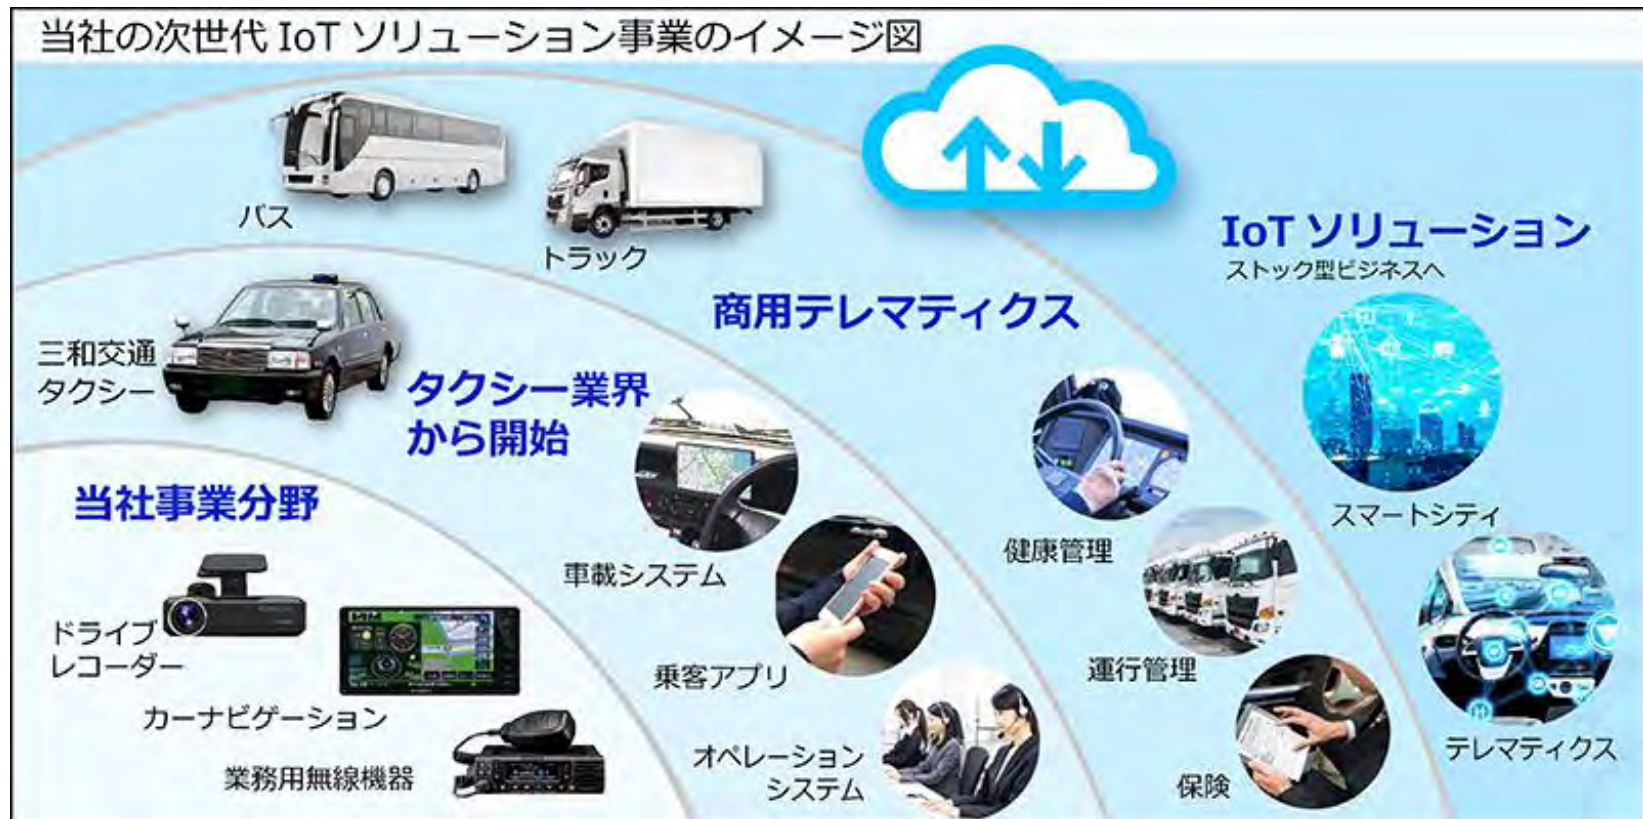 当社の次世代 IoT ソリューション事業のイメージ図
バス
トラック
IoT ソリューション
ストック型ビジネスへ
商用テレマティクス
三和交通
タクシー
タクシー業界
から開始
当社事業分野
スマートシティ
健康管理
車載システム
ドライブ
レコーダー
乗客アプリ
運行管理
カーナビゲーション
テレマティクス
オペレーション
システム
業務用無線機器
保険